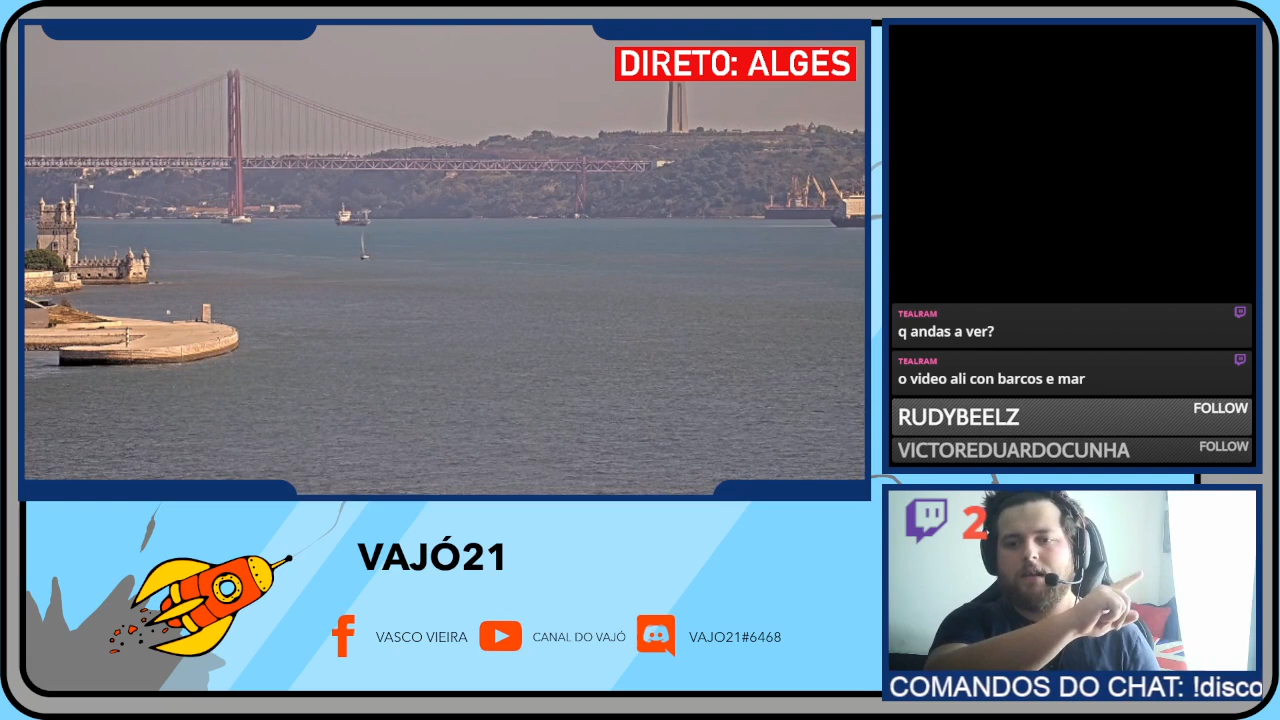 DIRETO: ALGÉS
TEALRAM
q andas a ver?
TEALRAM
o video ali con barcos e mar
RUDYBEELZ
FOLLOW
VICTOREDUARDOCUNHA
FOLLOW
2
VAJÓ21
VASCO VIEIRA
CANAL DO VAJÓ
VAJO21#6468
COMANDOS DO CHAT: !disco